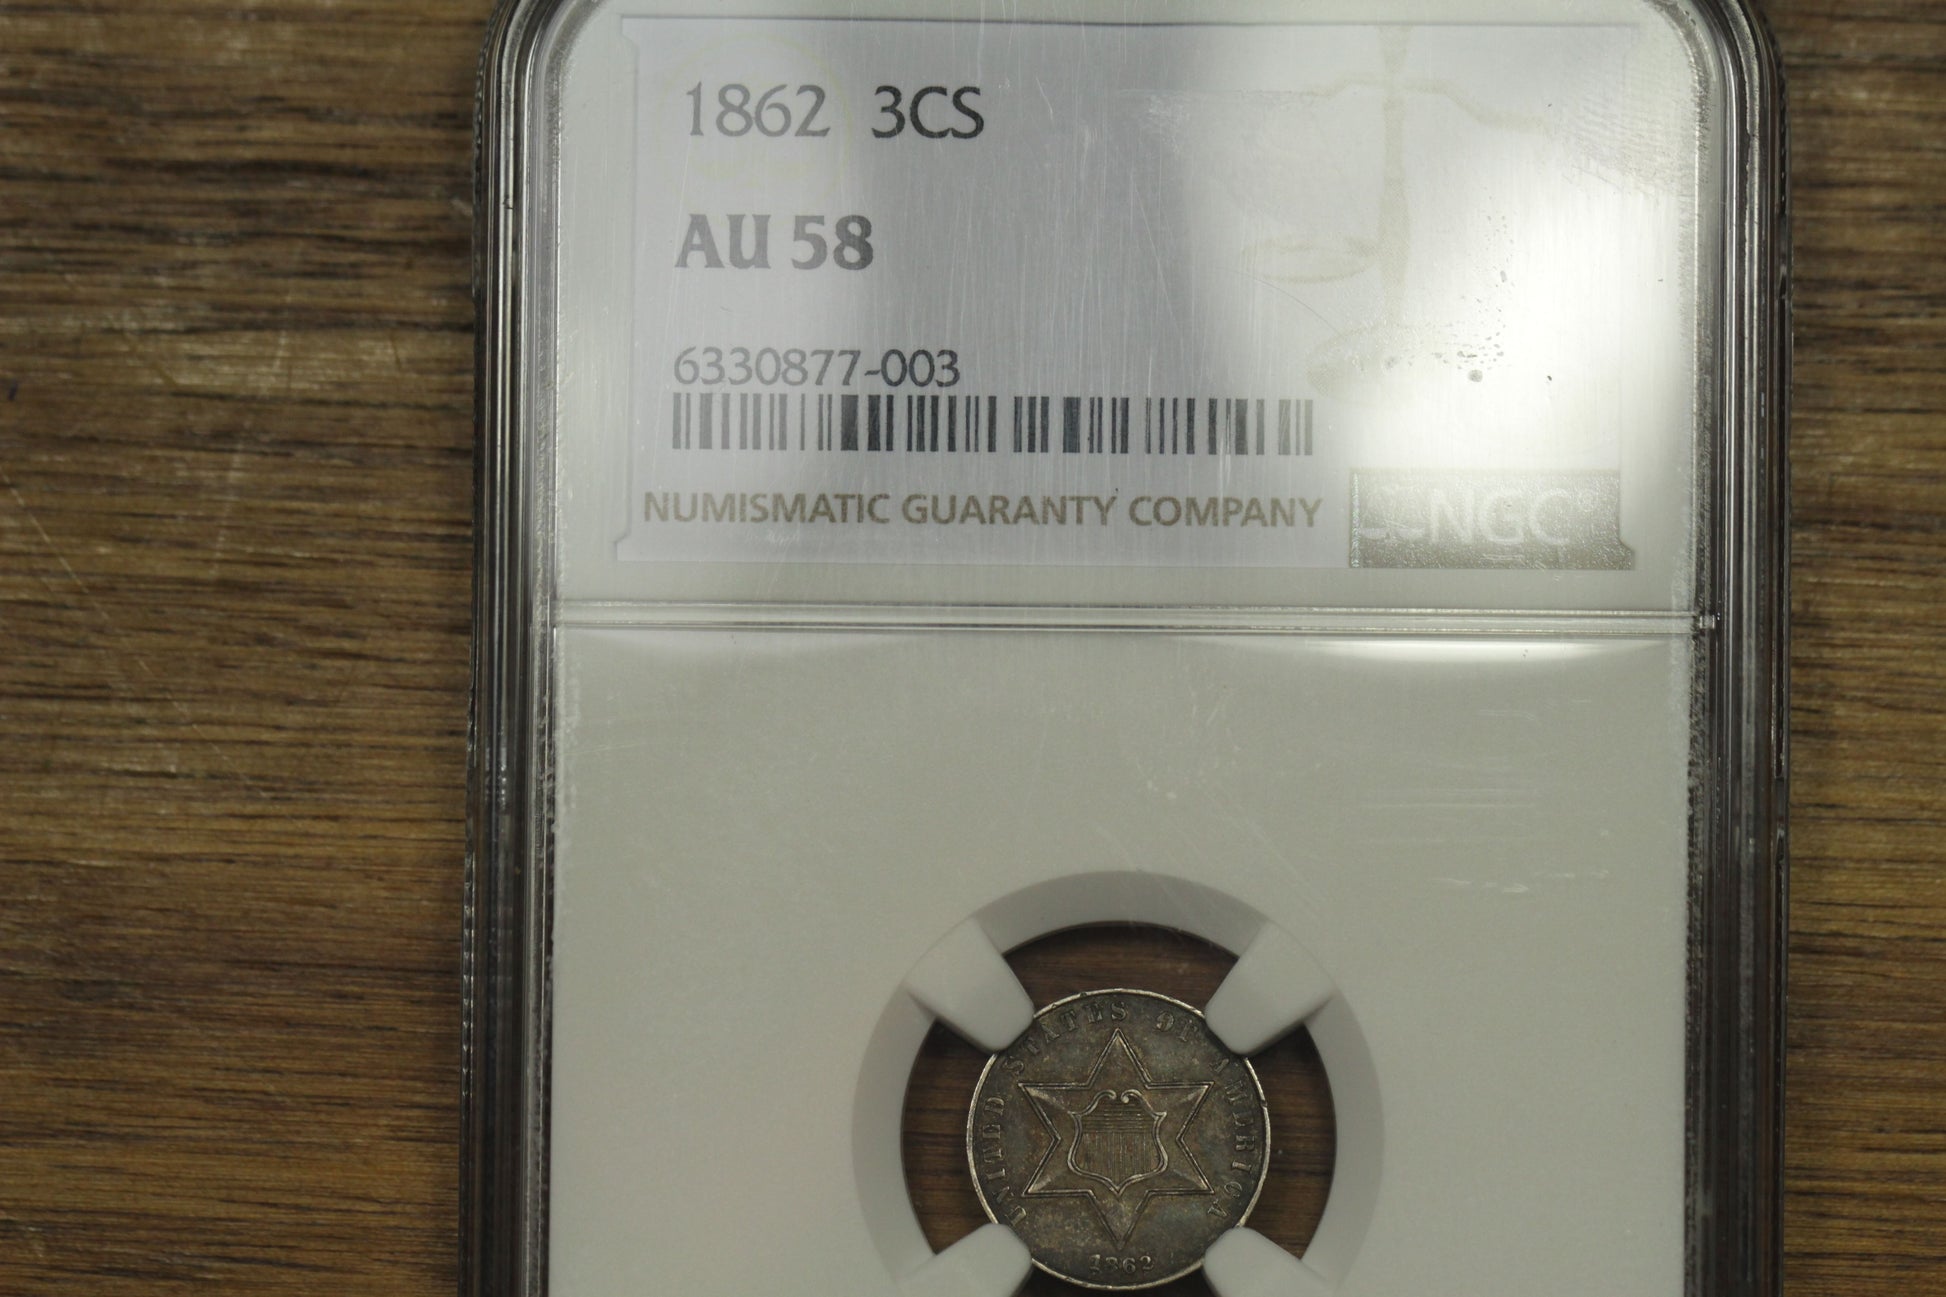 1862 3CS
AU 58
6330877-003
NUMISMATIC GUARANTY COMPANY
NGC
UNITED STATES OF AMERICA
1862